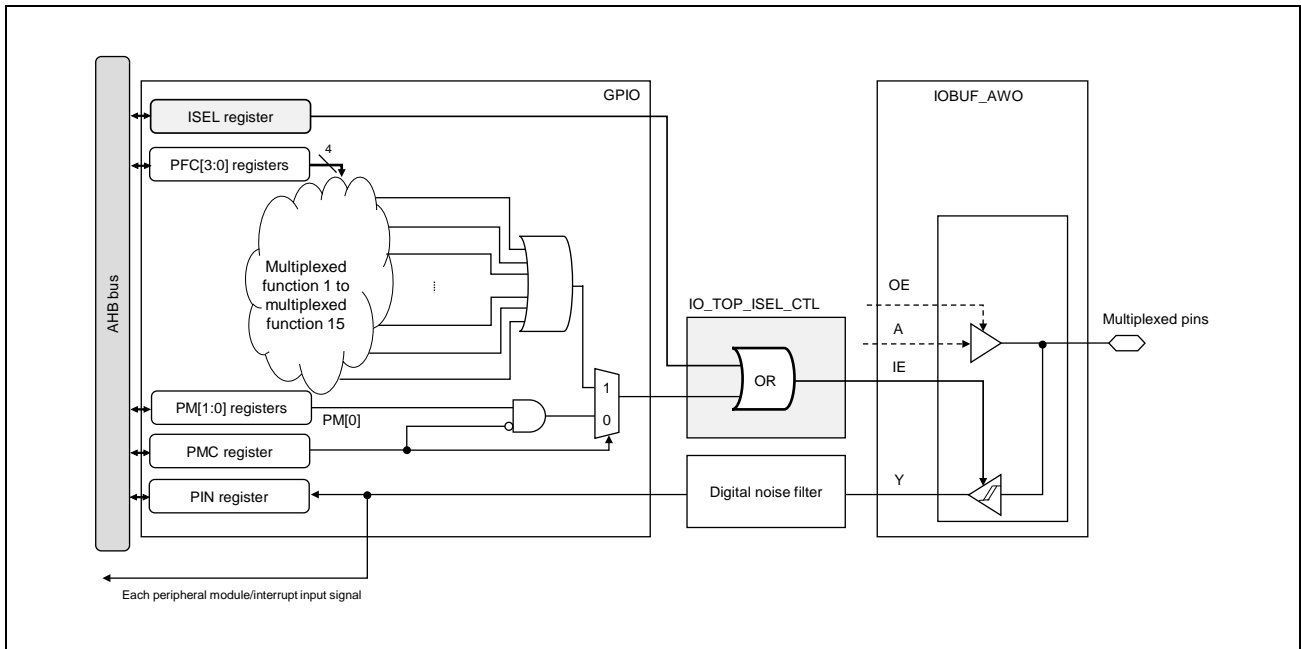 GPIO
IOBUF_AWO
AHB bus
ISEL register
PFC[3:0] registers
4
Multiplexed
function 1 to
multiplexed
function 15
IO_TOP_ISEL_CTL
OE
A
IE
Multiplexed pins
OR
1
0
PM[1:0] registers
PM[0]
PMC register
PIN register
Digital noise filter
Y
Each peripheral module/interrupt input signal